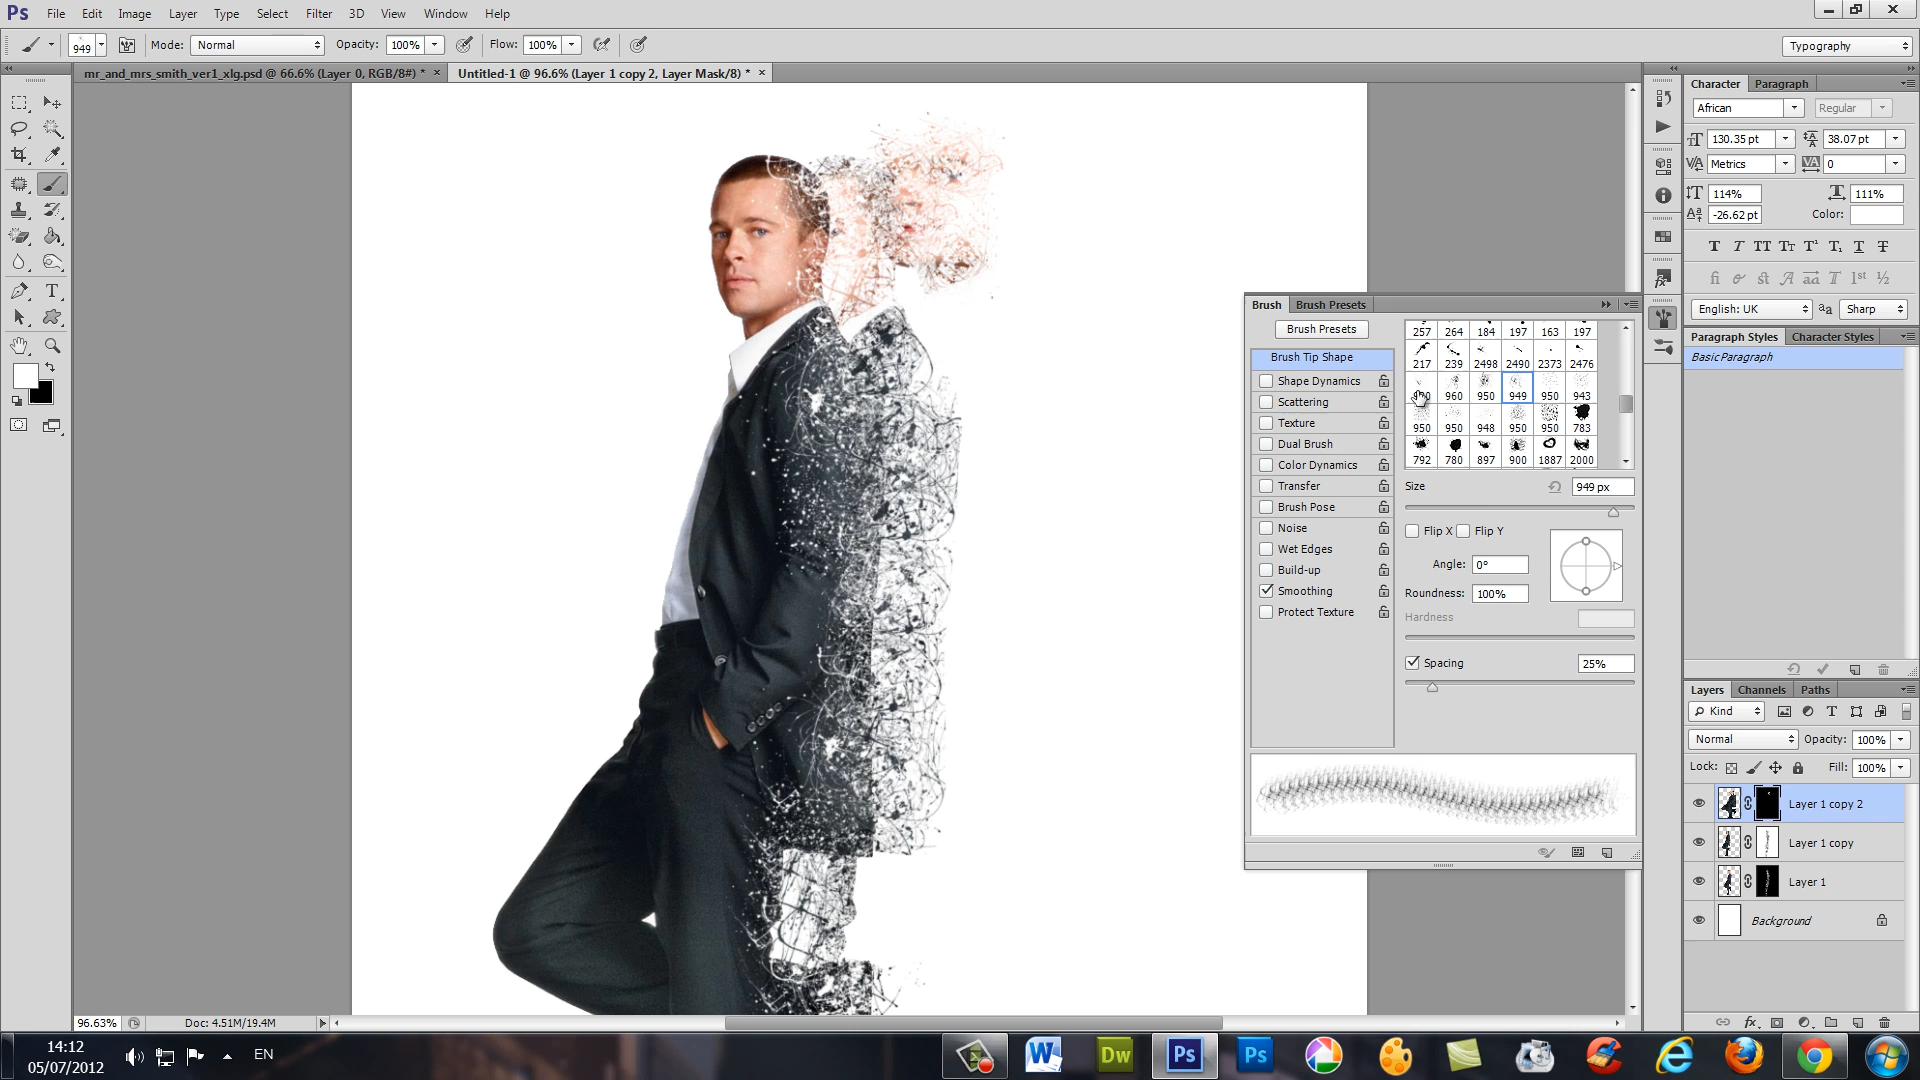 Ps File Edit Image Layer Type Select Filter 3D View Window Help
949 Mode: Normal Opacity: 100% Flow: 100% Typography
mr_and_mrs_smith_ver1_xlg.psd @ 66.6% (Layer 0, RGB/8#) * × Untitled-1 @ 96.6% (Layer 1 copy 2, Layer Mask/8) * ×
Character Paragraph
African Regular
130.35 pt 38.07 pt
Metrics 0
114% 111%
-26.62 pt Color:
English: UK aa Sharp
Paragraph Styles Character Styles
Basic Paragraph
Brush Brush Presets
Brush Presets
Brush Tip Shape
Shape Dynamics
Scattering
Texture
Dual Brush
Color Dynamics
Transfer
Brush Pose
Noise
Wet Edges
Build-up
Smoothing
Protect Texture
257 264 184 197 163 197
217 239 2498 2490 2373 2476
960 950 949 950 943
950 950 948 950 950 783
792 780 897 900 1887 2000
Size 949 px
Flip X Flip Y
Angle: 0°
Roundness: 100%
Hardness
Spacing 25%
Layers Channels Paths
Kind
Normal Opacity: 100%
Lock: Fill: 100%
Layer 1 copy 2
Layer 1 copy
Layer 1
Background
96.63% Doc: 4.51M/19.4M
14:12
05/07/2012
EN
W Dw Ps Ps